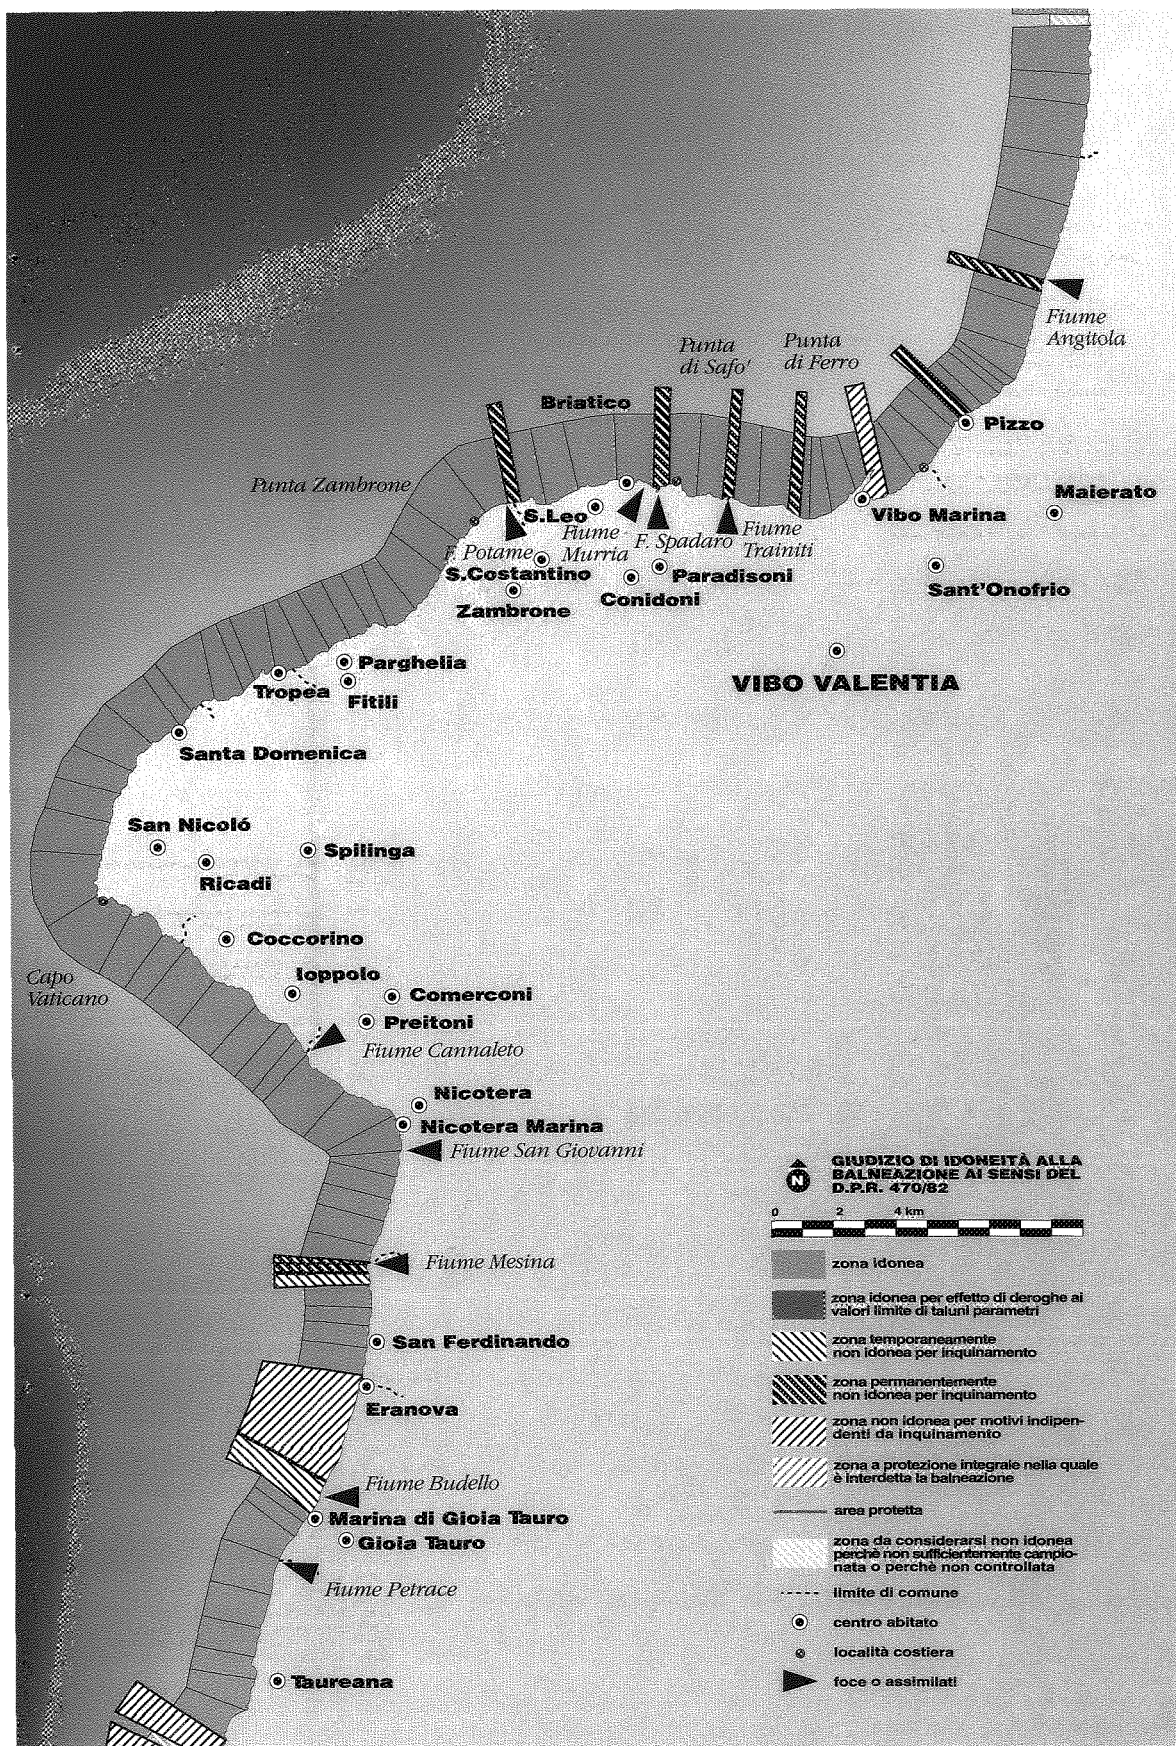 Fiume
Angitola
Punta
di Safo'
Punta
di Ferro
Briatico
Pizzo
Punta Zambrone
Maierato
S.Leo
Vibo Marina
Fiume
Murria
F. Spadaro
Fiume
Trainiti
F. Potame
S.Costantino
Paradisoni
Sant'Onofrio
Zambrone
Conidoni
Parghelia
VIBO VALENTIA
Tropea
Fitili
Santa Domenica
San Nicoló
Spilinga
Ricadi
Coccorino
Capo
Vaticano
Ioppolo
Comerconi
Preitoni
Fiume Cannaleto
Nicotera
Nicotera Marina
Fiume San Giovanni
Fiume Mesina
San Ferdinando
Eranova
Fiume Budello
Marina di Gioia Tauro
Gioia Tauro
Fiume Petrace
Taureana
N
GIUDIZIO DI IDONEITÀ ALLA
BALNEAZIONE AI SENSI DEL
D.P.R. 470/82
0 2 4 km
zona idonea
zona idonea per effetto di deroghe ai
valori limite di taluni parametri
zona temporaneamente
non idonea per inquinamento
zona permanentemente
non idonea per inquinamento
zona non idonea per motivi indipen-
denti da inquinamento
zona a protezione integrale nella quale
è interdetta la balneazione
area protetta
zona da considerarsi non idonea
perchè non sufficientemente campio-
nata o perchè non controllata
limite di comune
centro abitato
località costiera
foce o assimilati